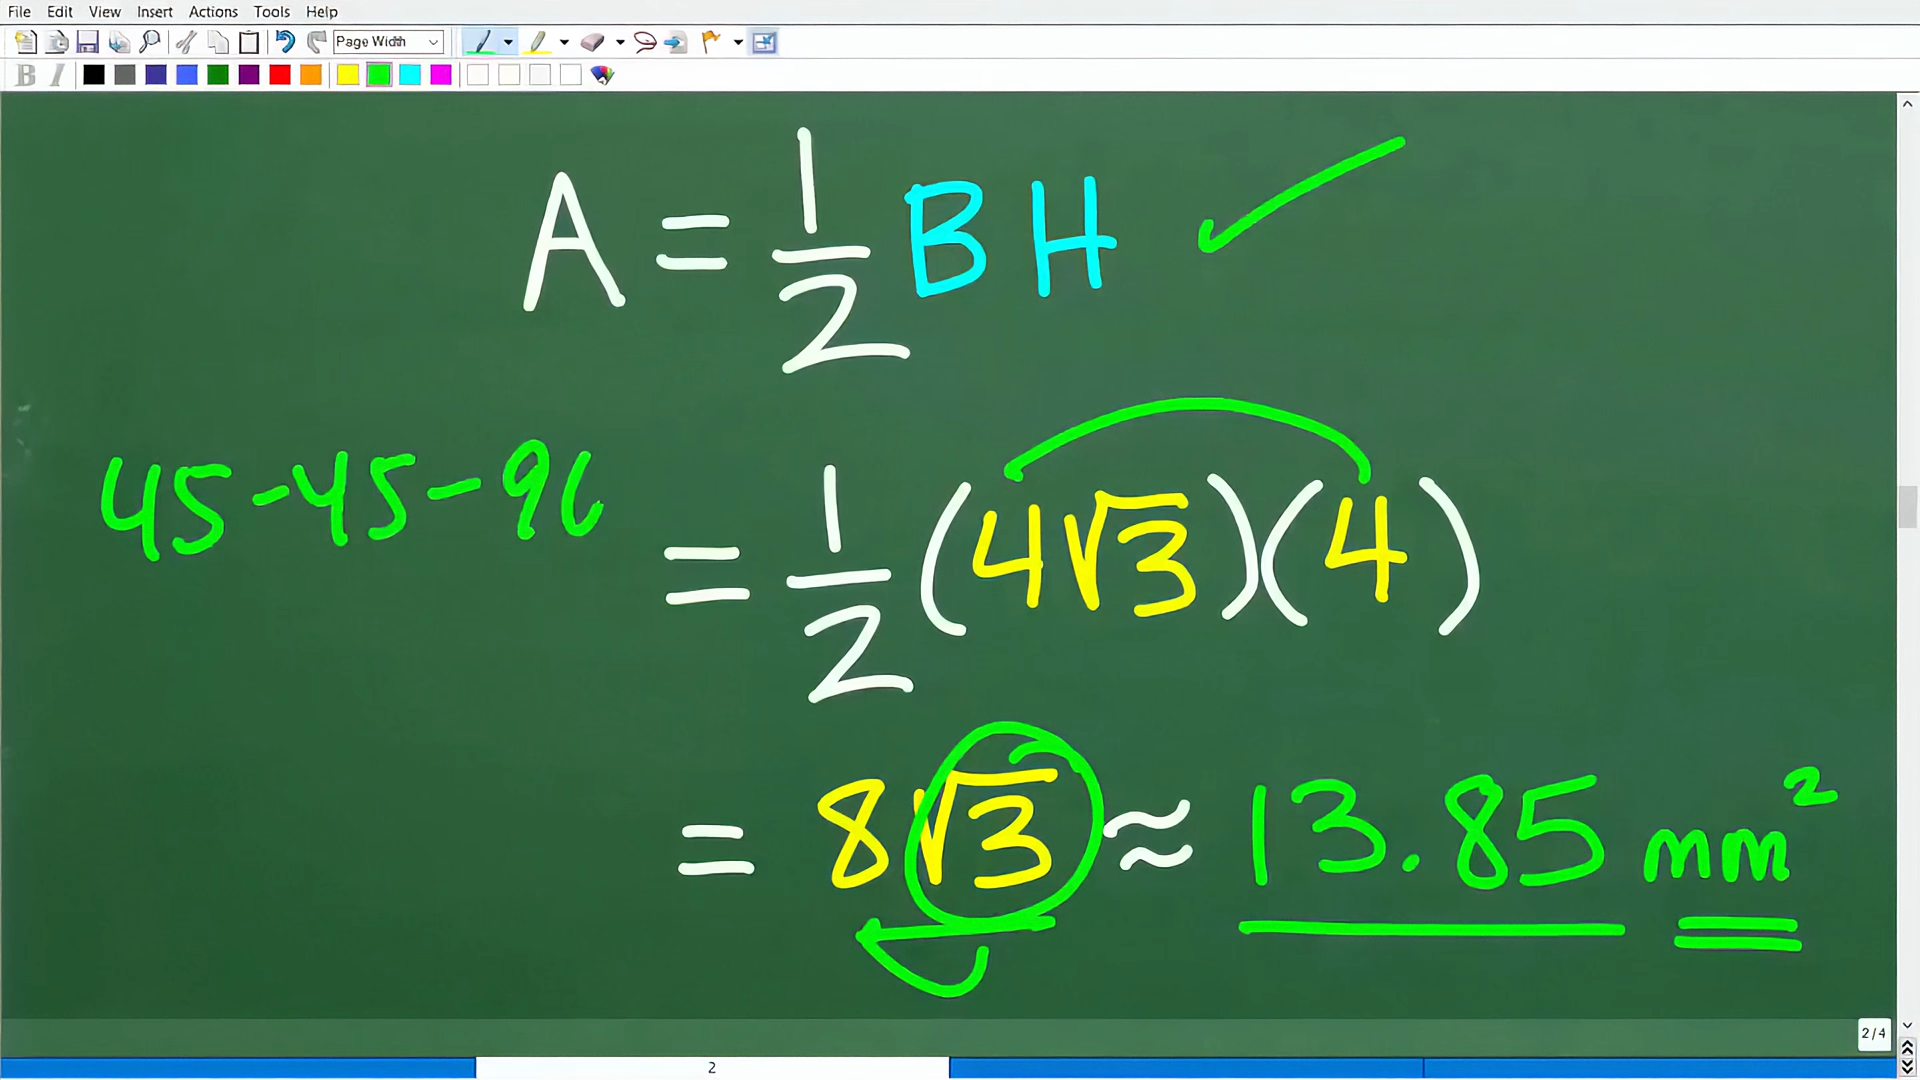 File Edit View Insert Actions Tools Help
Page Width
B I
A = 1/2 B H
45-45-90
= 1/2 (4√3)(4)
= 8√3 ≈ 13.85 mm²
2/4
2